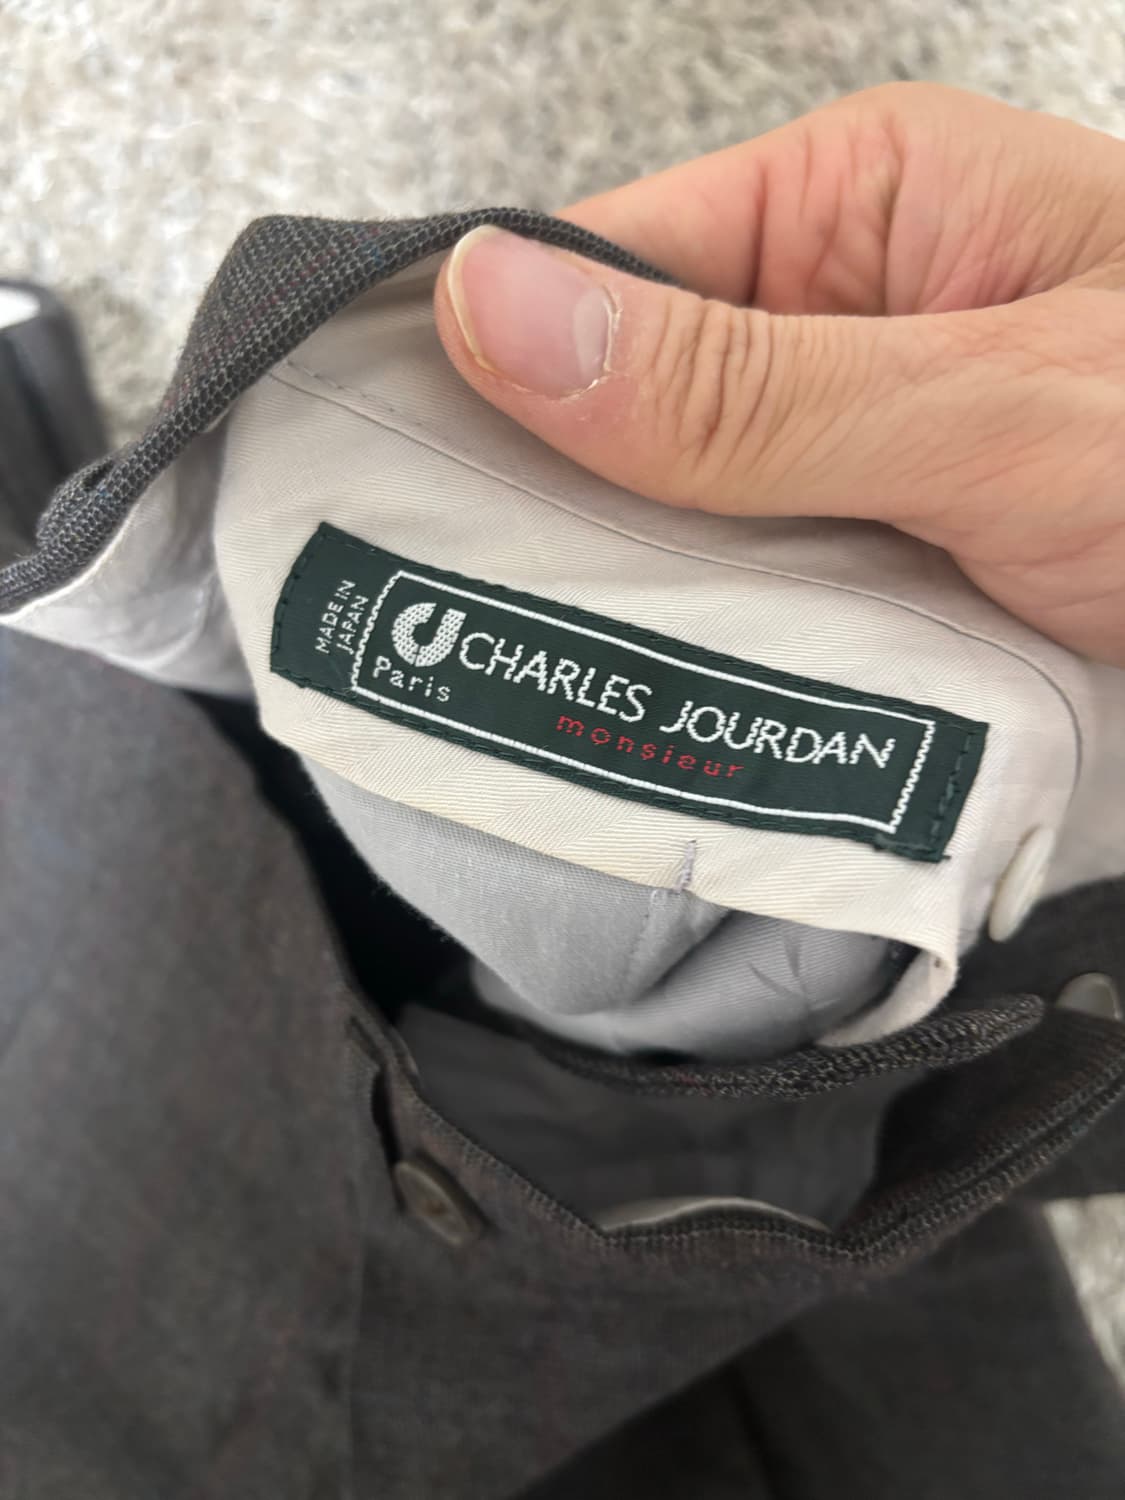 MADE IN
JAPAN
CHARLES JOURDAN
Paris
monsieur